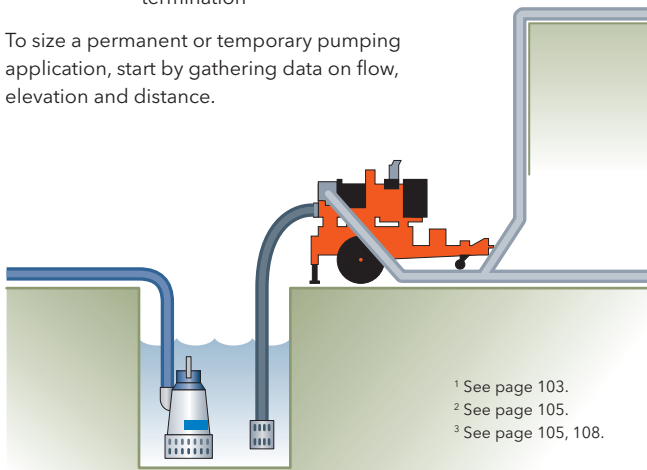 termination
To size a permanent or temporary pumping
application, start by gathering data on flow,
elevation and distance.
¹ See page 103.
² See page 105.
³ See page 105, 108.